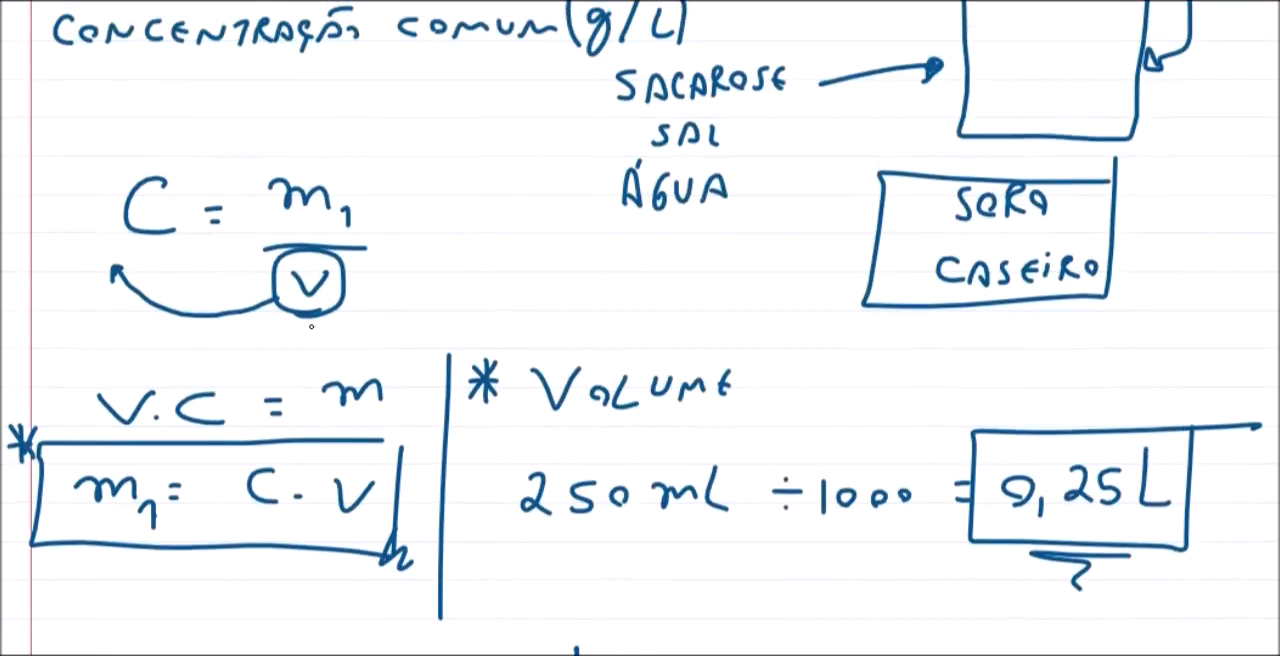 CONCENTRAÇÃO COMUM (g/L)
SACAROSE
SAL
ÁGUA
C = m₁
V
SORO
CASEIRO
V.C = m
* m₁ = C . V
* VOLUME
250 mL ÷ 1000 = 0,25 L